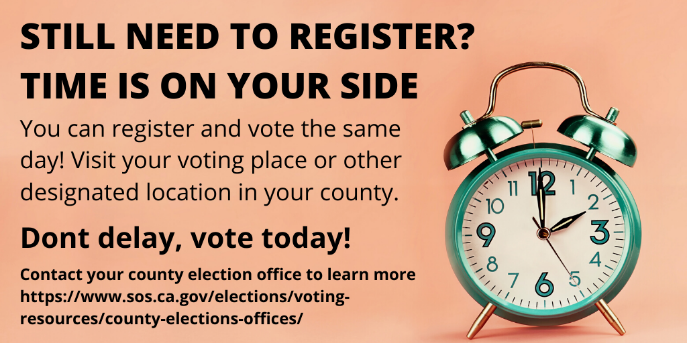 STILL NEED TO REGISTER?
TIME IS ON YOUR SIDE
You can register and vote the same
day! Visit your voting place or other
designated location in your county.
Dont delay, vote today!
Contact your county election office to learn more
https://www.sos.ca.gov/elections/voting-
resources/county-elections-offices/
12
1
2
3
4
5
6
7
8
9
10
11